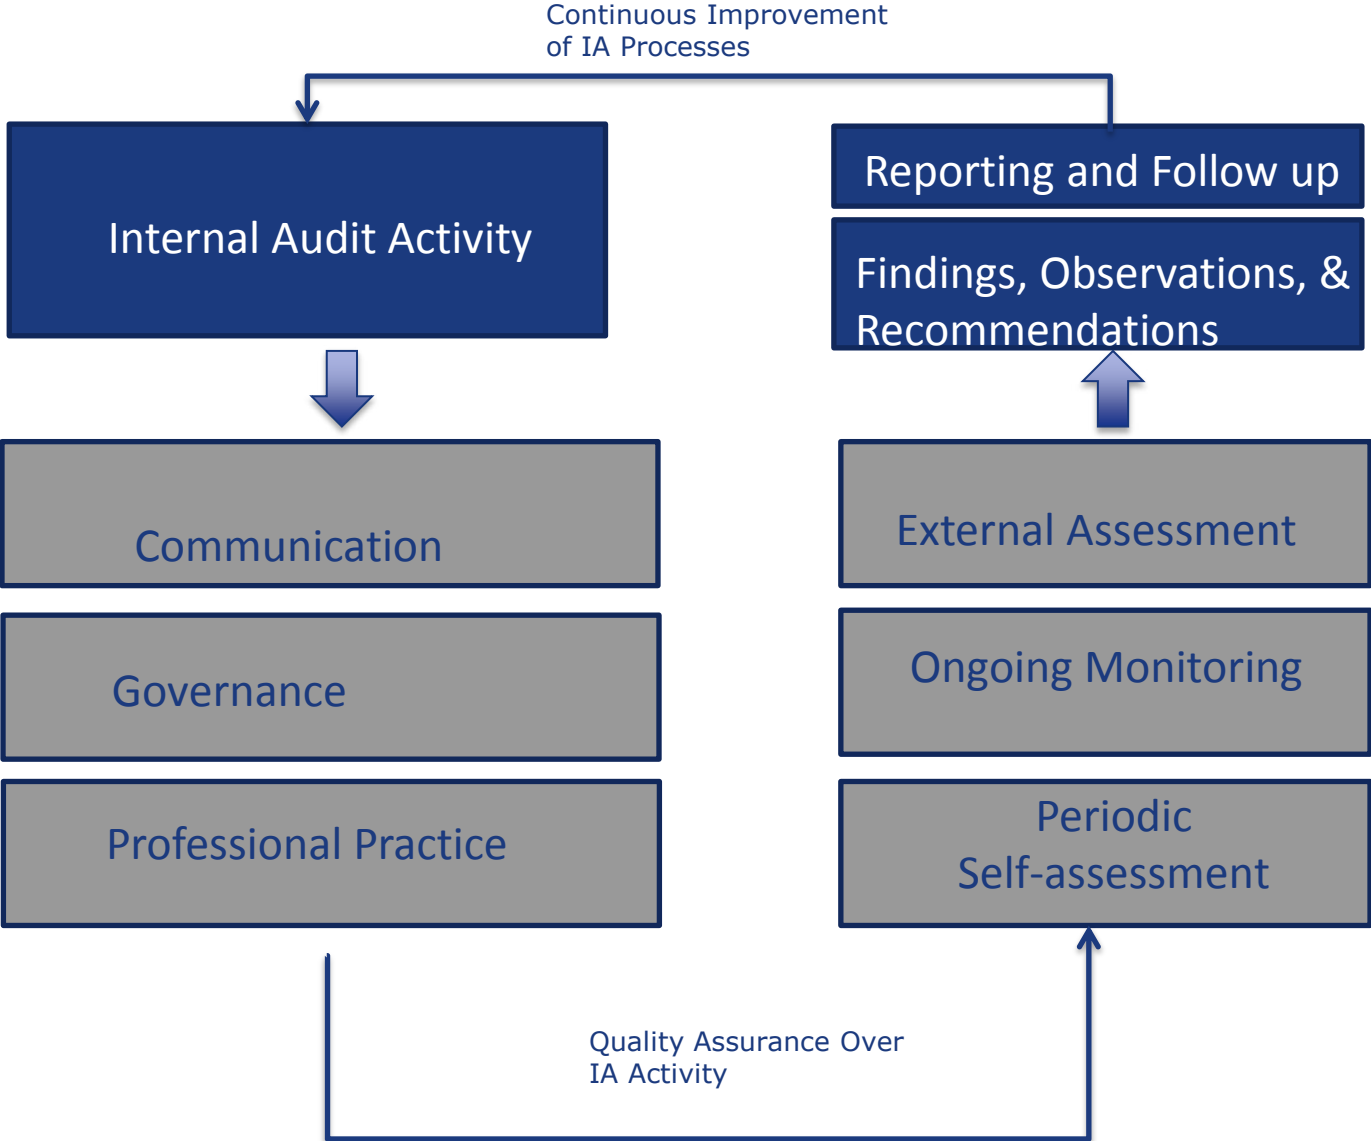 Continuous Improvement
of IA Processes
Internal Audit Activity
Reporting and Follow up
Findings, Observations, &
Recommendations
Communication
External Assessment
Governance
Ongoing Monitoring
Professional Practice
Periodic
Self-assessment
Quality Assurance Over
IA Activity